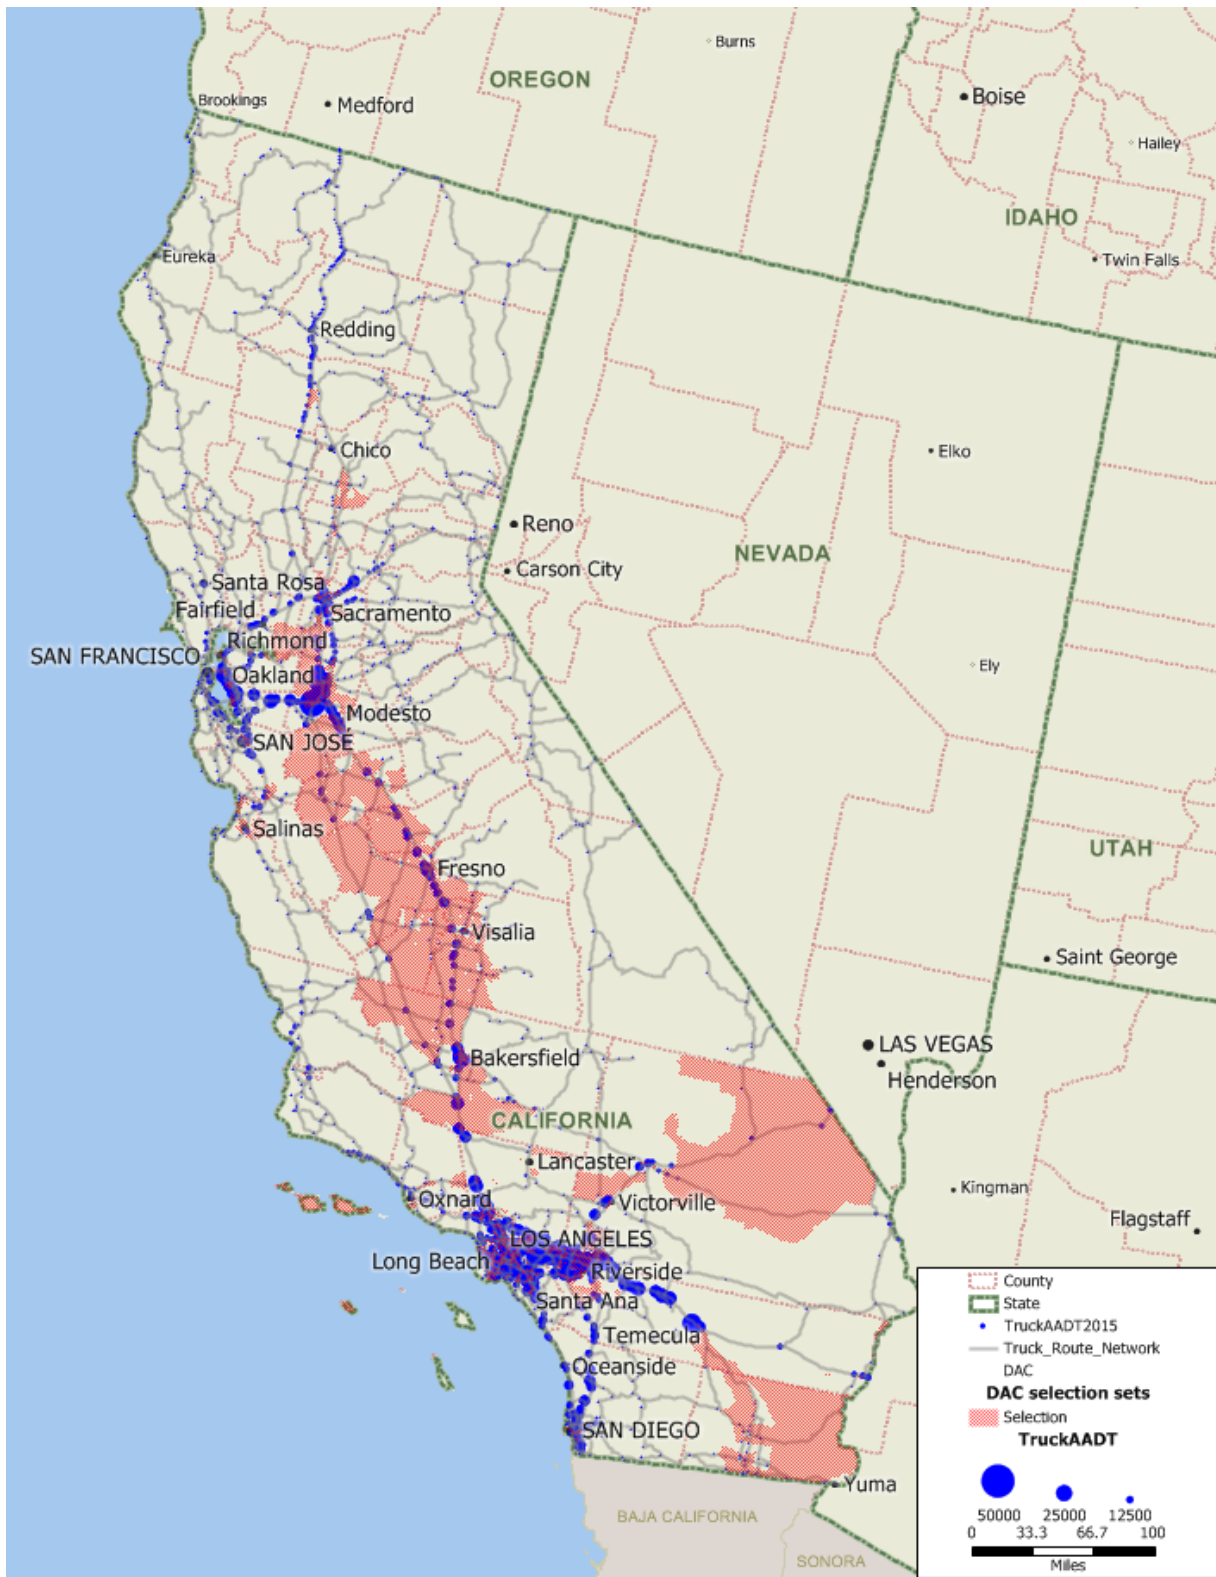 Burns
OREGON
Boise
Brookings
Medford
Hailey
IDAHO
Eureka
Twin Falls
Redding
Chico
Elko
Reno
NEVADA
Carson City
Santa Rosa
Fairfield
Sacramento
Richmond
SAN FRANCISCO
Ely
Oakland
Modesto
SAN JOSÉ
Salinas
UTAH
Fresno
Visalia
Saint George
LAS VEGAS
Bakersfield
Henderson
CALIFORNIA
Lancaster
Kingman
Oxnard
Victorville
Flagstaff
LOS ANGELES
Long Beach
Riverside
Santa Ana
Temecula
Oceanside
SAN DIEGO
Yuma
BAJA CALIFORNIA
SONORA
County
State
TruckAADT2015
Truck_Route_Network
DAC
DAC selection sets
Selection
TruckAADT
50000 25000 12500
0 33.3 66.7 100
Miles